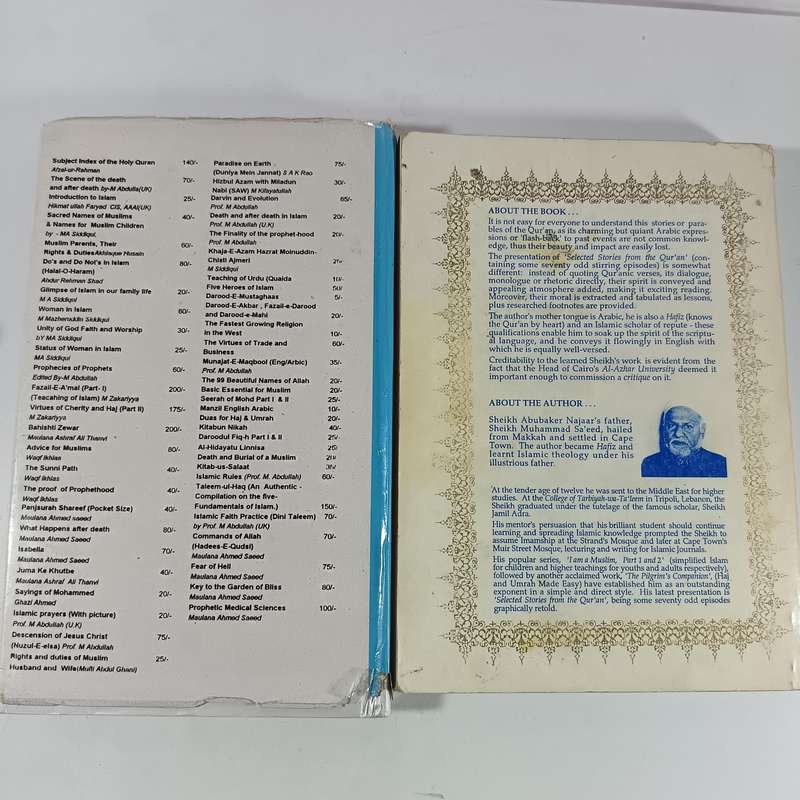 Subject Index of the Holy Quran 140/-
Afzal-ur-Rahman
The Scene of the death 70/-
and after death by-M Abdulla(UK)
Introduction to Islam 25/-
Hikmat ullah Faryad CIS, AAAI(UK)
Sacred Names of Muslims 40/-
& Names for Muslim Children
by - MA Siddiqui,
Muslim Parents, Their 60/-
Rights & Duties Akhlaque Husain
Do's and Do Not's in Islam 80/-
(Halal-O-Haram)
Abdur Rehman Shad
Glimpse of Islam in our family life 20/-
M A Siddiqui
Woman in Islam 60/-
M Mazheruddin Siddiqui
Unity of God Faith and Worship 30/-
bY MA Siddiqui
Status of Woman in Islam 25/-
MA Siddiqui
Prophecies of Prophets 60/-
Edited By-M Abdullah
Fazail-E-A'mal (Part- I) 200/-
(Teacahing of Islam) M Zakariyya
Virtues of Cherity and Haj (Part II) 175/-
M Zakariyya
Bahishti Zewar 200/-
Maulana Ashraf Ali Thanvi
Advice for Muslims 80/-
Waqf Ikhlas
The Sunni Path 40/-
Waqf Ikhlas
The proof of Prophethood 40/-
Waqf Ikhlas
Panjsurah Shareef (Pocket Size) 40/-
Maulana Ahmed saeed
What Happens after death 80/-
Maulana Ahmed Saeed
Isabella 70/-
Maulana Ahmed Saeed
Juma Ke Khutbe 40/-
Maulana Ashraf Ali Thanvi
Sayings of Mohammed 20/-
Ghazi Ahmed
Islamic prayers (With picture) 20/-
Prof. M Abdullah (U.K)
Descension of Jesus Christ 75/-
(Nuzul-E-elsa) Prof. M Abdullah
Rights and duties of Muslim 25/-
Husband and Wife(Mufti Abdul Ghani)
Paradise on Earth 75/-
(Duniya Mein Jannat) S A K Rao
Hizbul Azam with Miladun 30/-
Nabi (SAW) M Kifayatullah
Darvin and Evolution 65/-
Prof. M Abdullah
Death and after death in Islam 20/-
Prof. M Abdullah (U.K)
The Finality of the prophet-hood 20/-
Prof. M Abdullah
Khaja-E-Azam Hazrat Moinuddin-
Chisti Ajmeri 20/-
M Siddiqui
Teaching of Urdu (Quaida
Five Heroes of Islam
Darood-E-Mustaghaas 5/-
Darood-E-Akbar , Fazail-e-Darood
and Darood-e-Mahi 20/-
The Fastest Growing Religion
in the West 10/-
The Virtues of Trade and 60/-
Business
Munajat-E-Maqbool (Eng/Arbic) 35/-
Prof. M Abdullah
The 99 Beautiful Names of Allah 20/-
Basic Essential for Muslim 20/-
Seerah of Mohd Part I & II 25/-
Manzil English Arabic 10/-
Duas for Haj & Umrah 20/-
Kitabun Nikah 40/-
Daroodul Fiq-h Part I & II 25/-
Al-Hidayatu Linnisa
Death and Burial of a Muslim
Kitab-us-Salaat
Islamic Rules (Prof. M. Abdullah) 60/-
Taleem-ul-Haq (An Authentic -
Compilation on the five-
Fundamentals of Islam.) 150/-
Islamic Faith Practice (Dini Taleem) 70/-
by Prof. M Abdullah (UK)
Commands of Allah 70/-
(Hadees-E-Qudsi)
Maulana Ahmed Saeed
Fear of Hell 75/-
Maulana Ahmed Saeed
Key to the Garden of Bliss 80/-
Maulana Ahmed Saeed
Prophetic Medical Sciences 100/-
Maulana Ahmed Saeed
ABOUT THE BOOK . . .
It is not easy for everyone to understand this stories or para-
bles of the Qur'an, as its charming but quiant Arabic expres-
sions or 'flash-back' to past events are not common knowl-
edge, thus their beauty and impact are easily lost.
The presentation of 'Selected Stories from the Qur'an' (con-
taining some seventy odd stirring episodes) is somewhat
different: instead of quoting Qur'anic verses, its dialogue,
monologue or rhetoric directly, their spirit is conveyed and
appealing atmosphere added, making it exciting reading.
Moreover, their moral is extracted and tabulated as lessons,
plus researched footnotes are provided.
The author's mother tongue is Arabic, he is also a Hafiz (knows
the Qur'an by heart) and an Islamic scholar of repute - these
qualifications enable him to soak up the spirit of the scriptu-
al language, and he conveys it flowingly in English with
which he is equally well-versed.
Creditability to the learned Sheikh's work is evident from the
fact that the Head of Cairo's Al-Azhar University deemed it
important enough to commission a critique on it.
ABOUT THE AUTHOR . . .
Sheikh Abubaker Najaar's father,
Sheikh Muhammad Sa'eed, hailed
from Makkah and settled in Cape
Town. The author became Hafiz and
learnt Islamic theology under his
illustrious father.
At the tender age of twelve he was sent to the Middle East for higher
studies. At the College of Tarbiyah-wa-Ta'leem in Tripoli, Lebanon, the
Sheikh graduated under the tutelage of the famous scholar, Sheikh
Jamil Adra.
His mentor's persuasion that his brilliant student should continue
learning and spreading Islamic knowledge prompted the Sheikh to
assume Imamship at the Strand's Mosque and later at Cape Town's
Muir Street Mosque, lecturing and writing for Islamic Journals.
His popular series, 'I am a Muslim, Part 1 and 2' (simplified Islam
for children and higher teachings for youths and adults respectively),
followed by another acclaimed work, 'The Pilgrim's Companion', (Haj
and Umrah Made Easy) have established him as an outstanding
exponent in a simple and direct style. His latest presentation is
'Selected Stories from the Qur'an', being some seventy odd episodes
graphically retold.